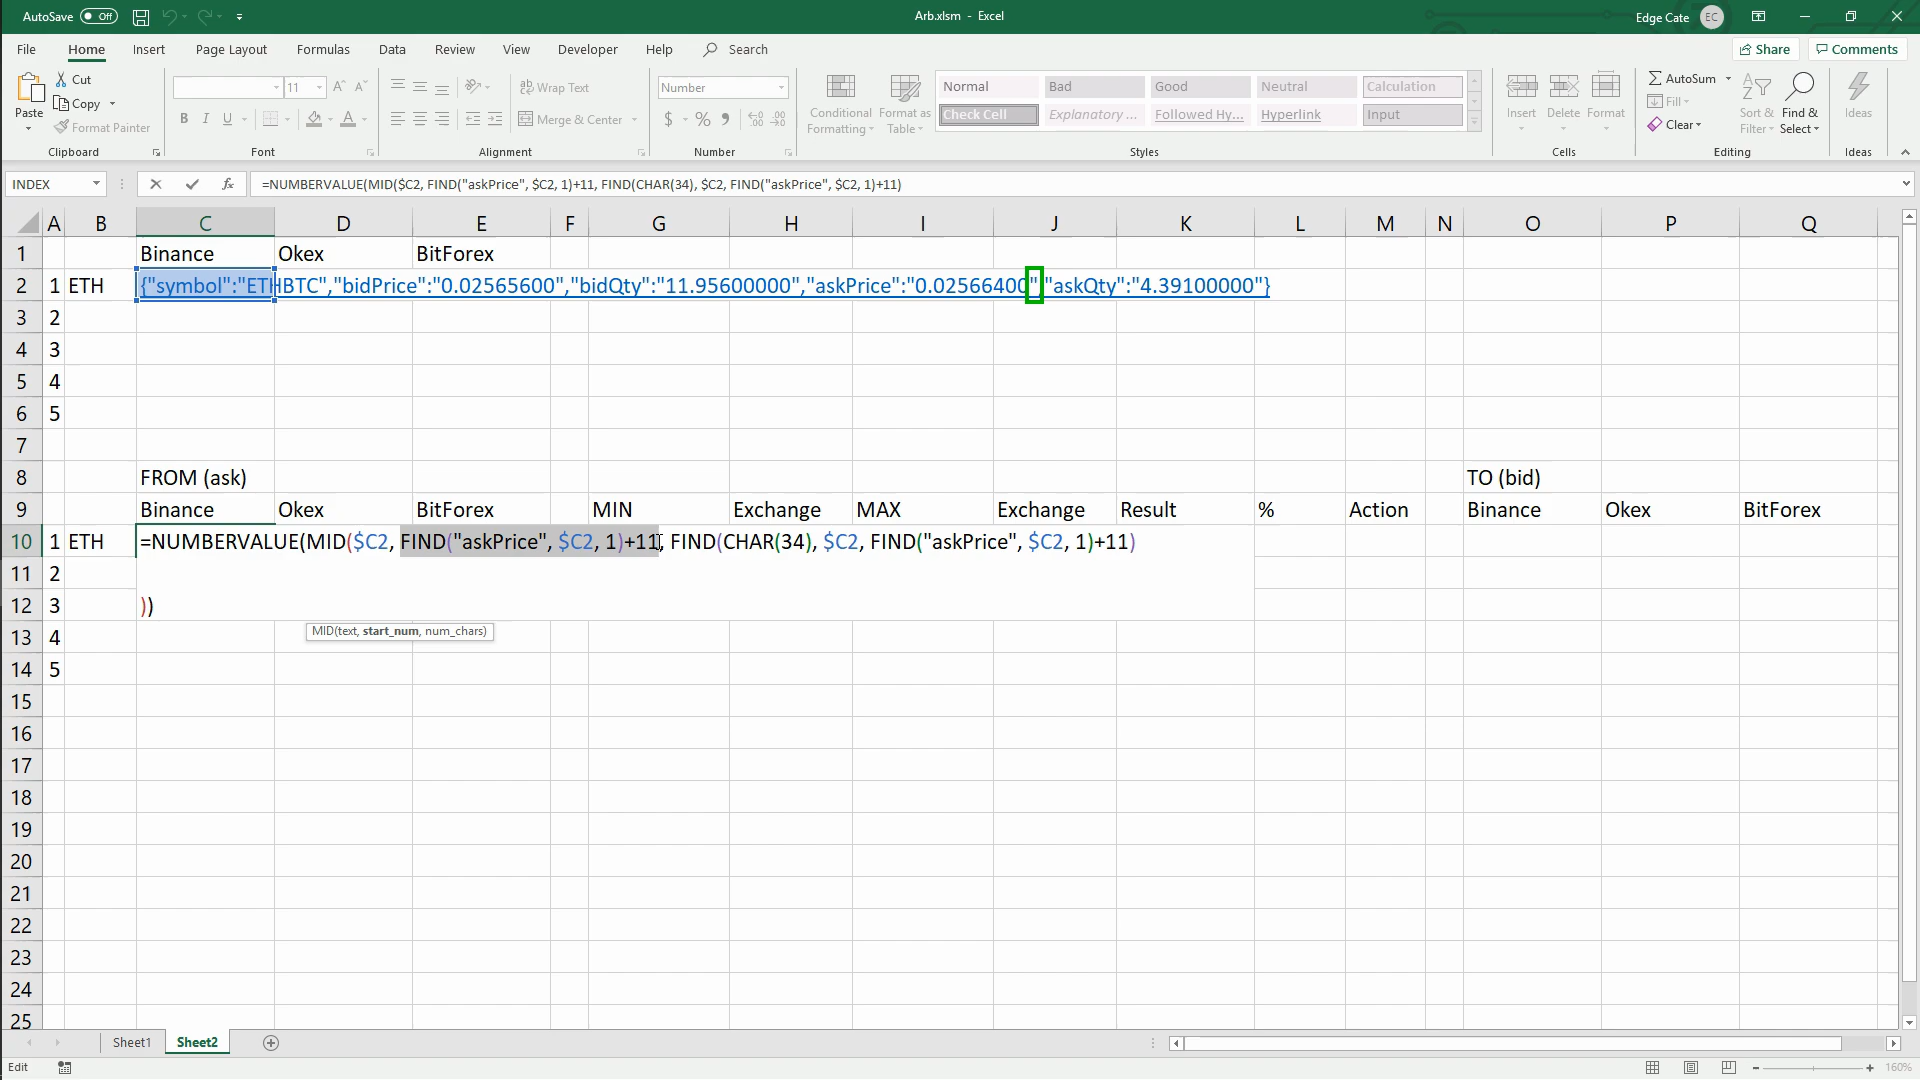 AutoSave Off
Arb.xlsm - Excel
Edge Cate EC
File Home Insert Page Layout Formulas Data Review View Developer Help Search
Share Comments
Paste
Cut
Copy
Format Painter
Clipboard
11
B I U
Font
Wrap Text
Merge & Center
Alignment
Number
$ % ,
Number
Conditional Formatting
Format as Table
Normal Bad Good Neutral Calculation
Check Cell Explanatory ... Followed Hy... Hyperlink Input
Styles
Insert Delete Format
Cells
AutoSum
Fill
Clear
Sort & Filter
Find & Select
Editing
Ideas
Ideas
INDEX
fx
=NUMBERVALUE(MID($C2, FIND("askPrice", $C2, 1)+11, FIND(CHAR(34), $C2, FIND("askPrice", $C2, 1)+11)
A B C D E F G H I J K L M N O P Q
1 Binance Okex BitForex
2 1 ETH {"symbol":"ETHBTC","bidPrice":"0.02565600","bidQty":"11.95600000","askPrice":"0.02566400","askQty":"4.39100000"}
3 2
4 3
5 4
6 5
7
8 FROM (ask) TO (bid)
9 Binance Okex BitForex MIN Exchange MAX Exchange Result % Action Binance Okex BitForex
10 1 ETH =NUMBERVALUE(MID($C2, FIND("askPrice", $C2, 1)+11, FIND(CHAR(34), $C2, FIND("askPrice", $C2, 1)+11)
11 2
12 3 ))
13 4
MID(text, start_num, num_chars)
14 5
15
16
17
18
19
20
21
22
23
24
25
Sheet1 Sheet2
Edit
160%